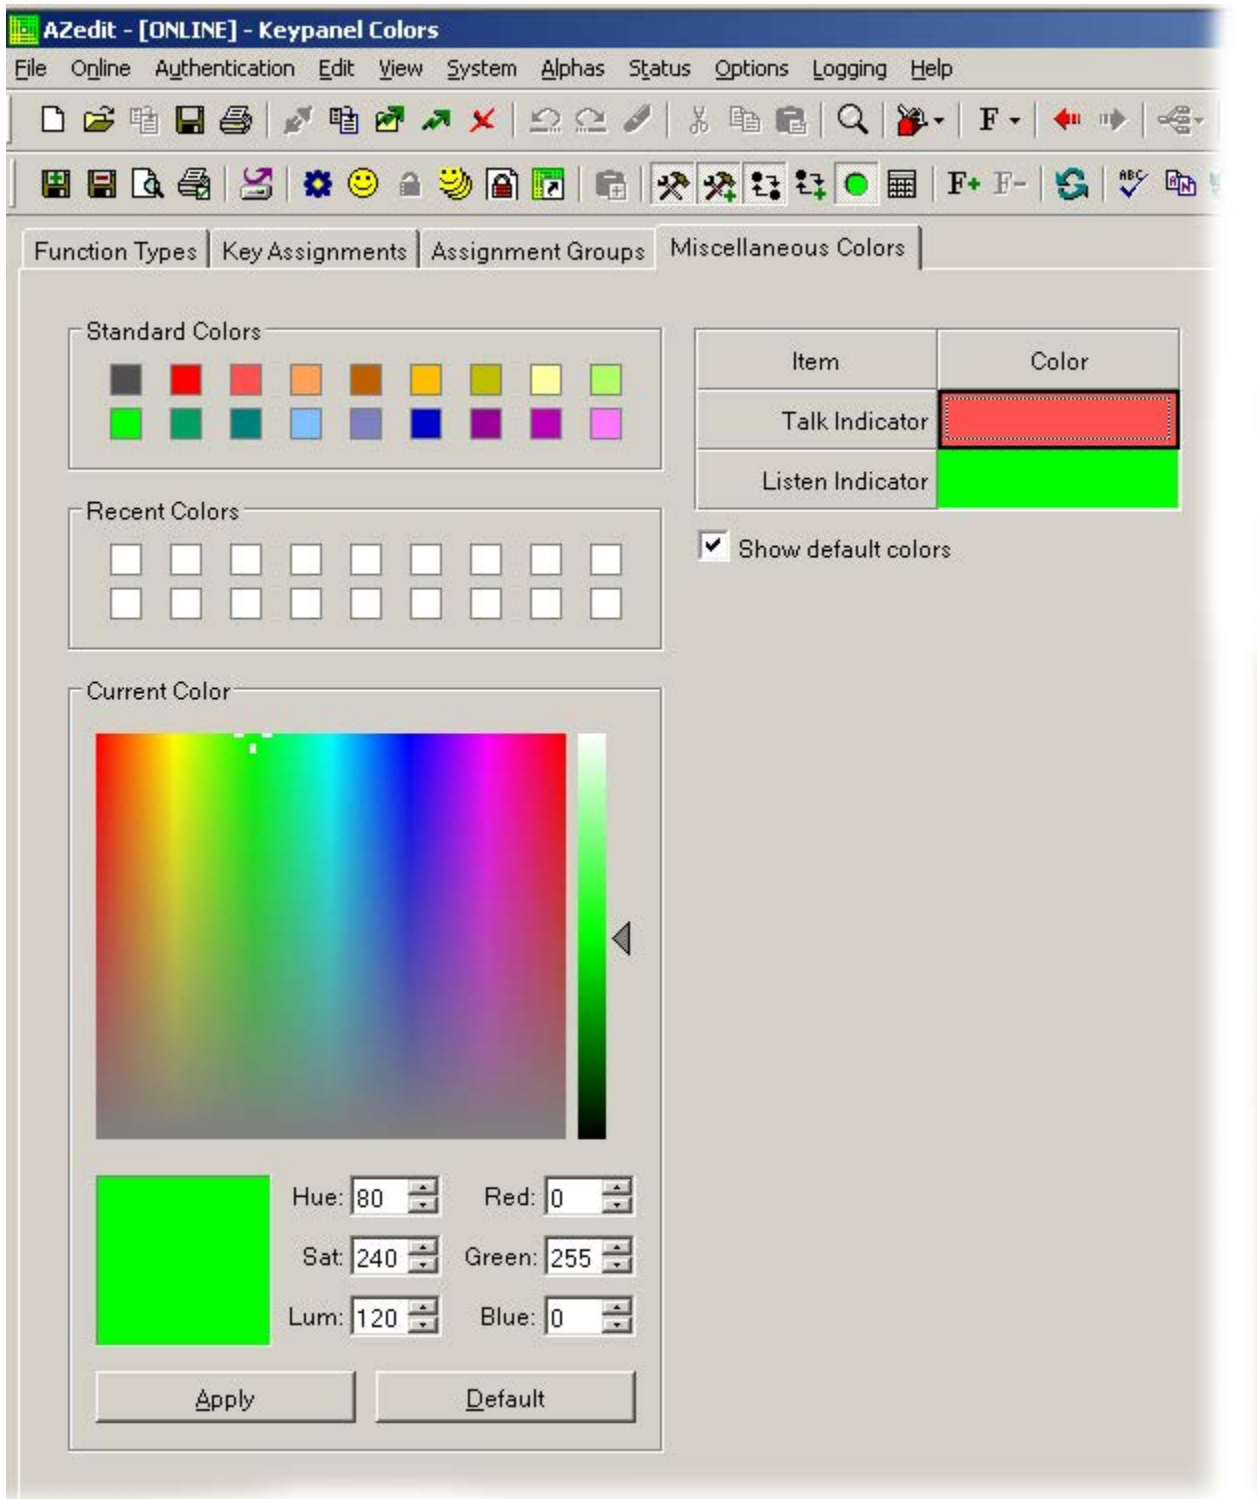 AZedit - [ONLINE] - Keypanel Colors
File Online Authentication Edit View System Alphas Status Options Logging Help
F
F+ F- ABC
Function Types Key Assignments Assignment Groups Miscellaneous Colors
Standard Colors
Item Color
Talk Indicator
Listen Indicator
Recent Colors
Show default colors
Current Color
Hue: 80 Red: 0
Sat: 240 Green: 255
Lum: 120 Blue: 0
Apply Default